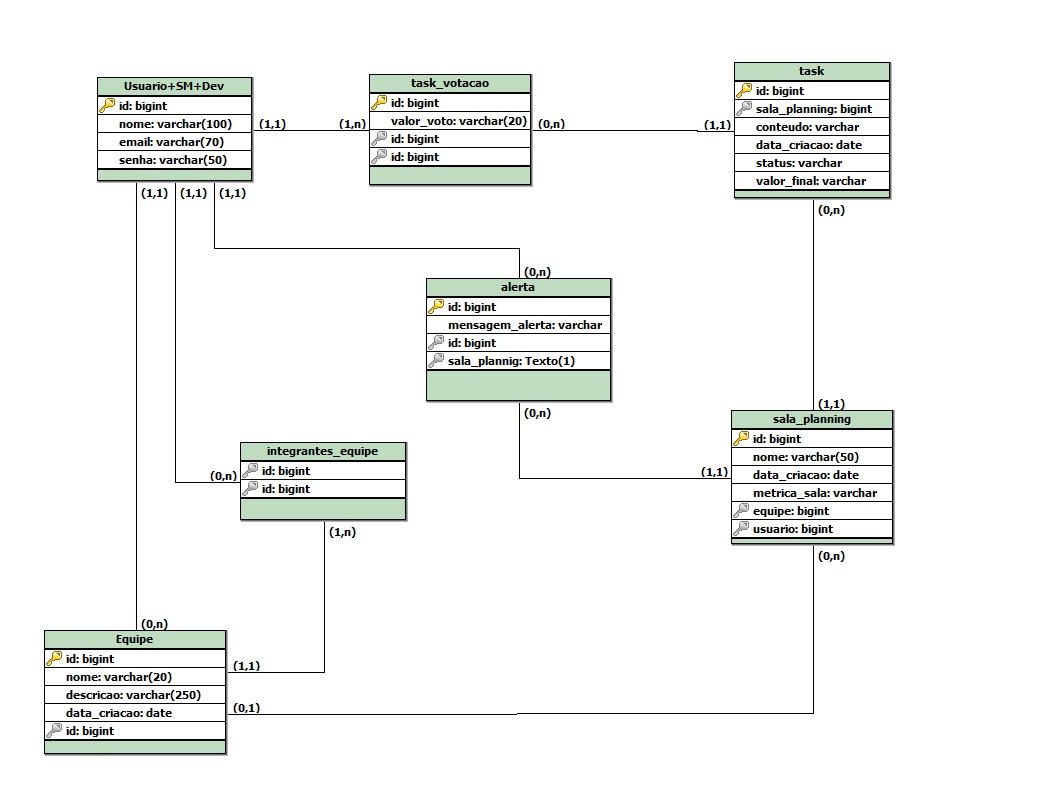 Usuario+SM+Dev
id: bigint
nome: varchar(100)
email: varchar(70)
senha: varchar(50)
(1,1)
(1,n)
task_votacao
id: bigint
valor_voto: varchar(20)
id: bigint
id: bigint
(0,n)
(1,1)
task
id: bigint
sala_planning: bigint
conteudo: varchar
data_criacao: date
status: varchar
valor_final: varchar
(1,1)
(1,1)
(1,1)
(0,n)
(0,n)
alerta
id: bigint
mensagem_alerta: varchar
id: bigint
sala_plannig: Texto(1)
(0,n)
(1,1)
(1,1)
sala_planning
id: bigint
nome: varchar(50)
data_criacao: date
metrica_sala: varchar
equipe: bigint
usuario: bigint
(0,n)
(0,n)
integrantes_equipe
id: bigint
id: bigint
(1,n)
(0,n)
Equipe
id: bigint
nome: varchar(20)
descricao: varchar(250)
data_criacao: date
id: bigint
(1,1)
(0,1)